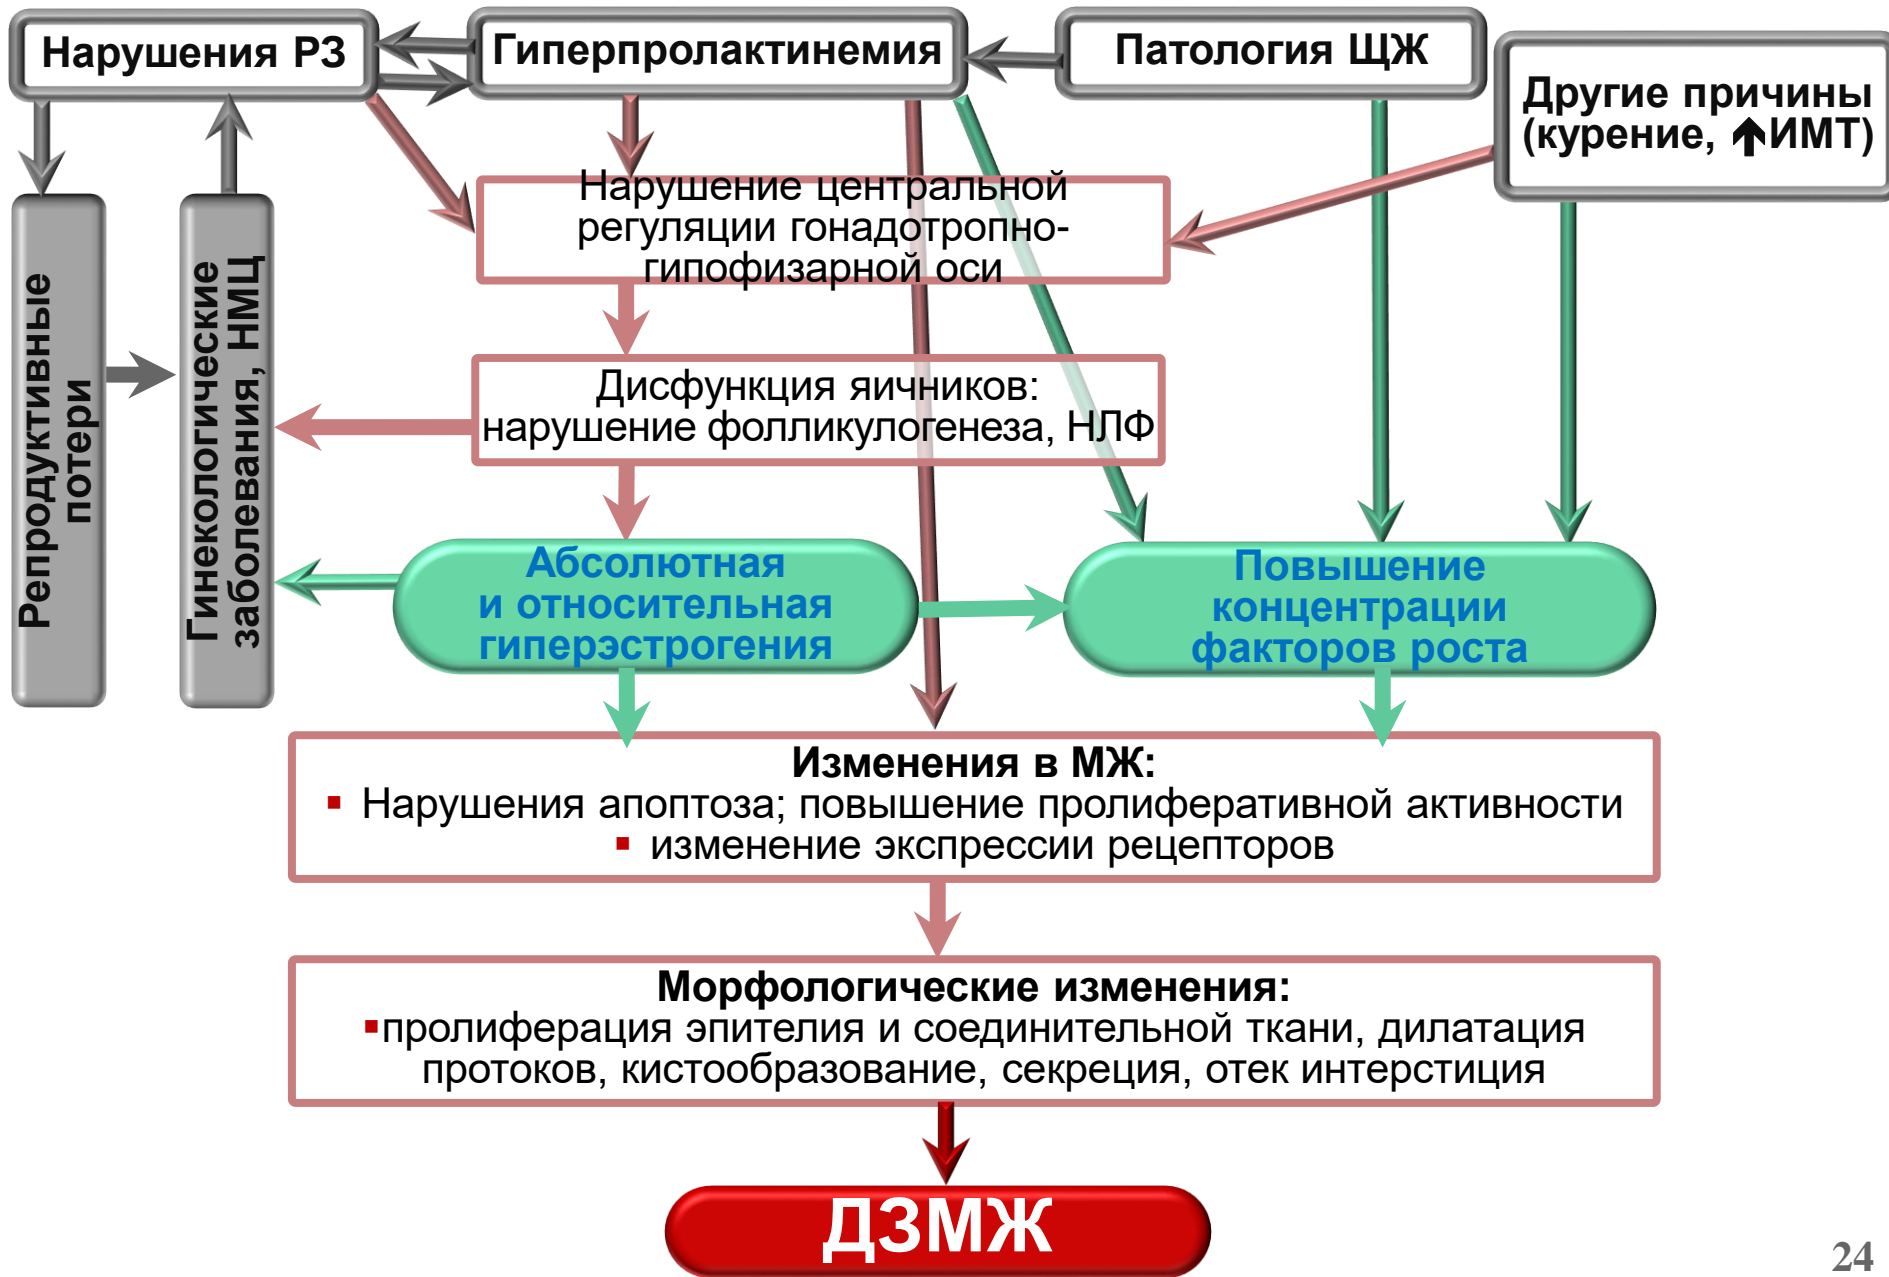 Нарушения РЗ
Гиперпролактинемия
Патология ЩЖ
Другие причины
(курение, 🡅ИМТ)
Нарушение центральной
регуляции гонадотропно-
гипофизарной оси
Репродуктивные
потери
Гинекологические
заболевания, НМЦ
Дисфункция яичников:
нарушение фолликулогенеза, НЛФ
Абсолютная
и относительная
гиперэстрогения
Повышение
концентрации
факторов роста
Изменения в МЖ:
▪ Нарушения апоптоза; повышение пролиферативной активности
▪ изменение экспрессии рецепторов
Морфологические изменения:
▪пролиферация эпителия и соединительной ткани, дилатация
протоков, кистообразование, секреция, отек интерстиция
ДЗМЖ
24